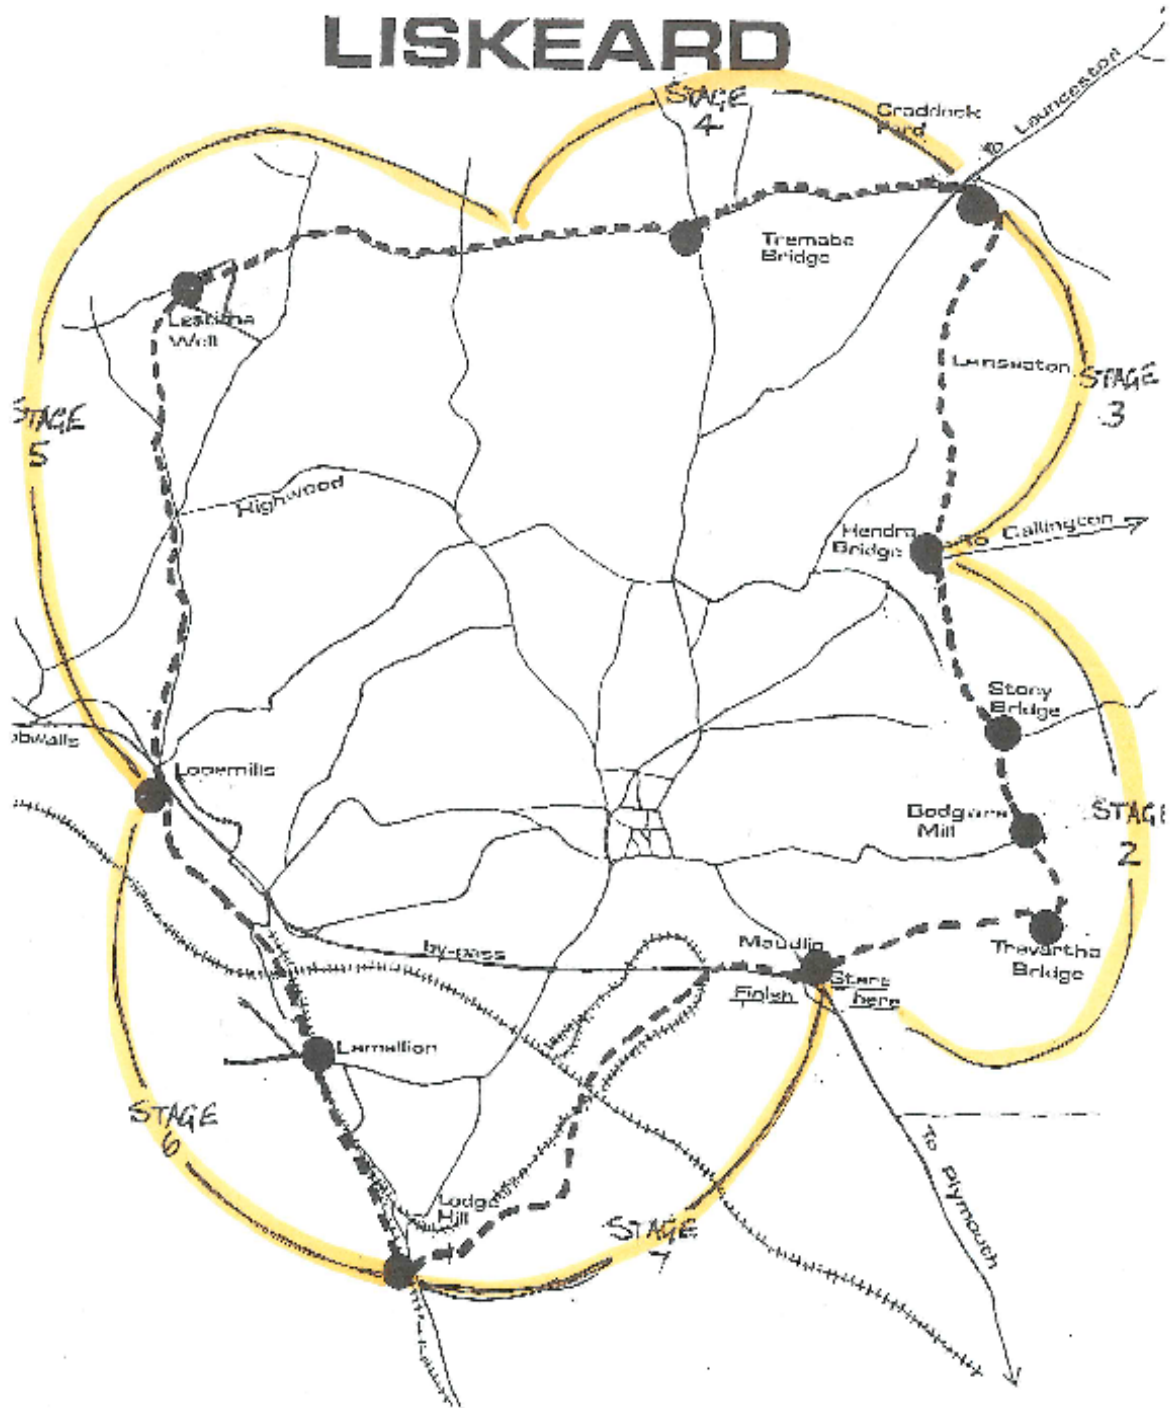 LISKEARD
STAGE
4
Craddock
Ford
To Launceston
Tremabe
Bridge
Well
STAGE
3
STAGE
5
Highwood
Hendra
Bridge
To Callington
Stony
Bridge
obwalls
Looemills
Bodgara
Mill
STAGE
2
by-pass
Maudlin
Finish
Start
here
Trevartha
Bridge
Lamellion
STAGE
6
Lodge
Hill
STAGE
7
To Plymouth